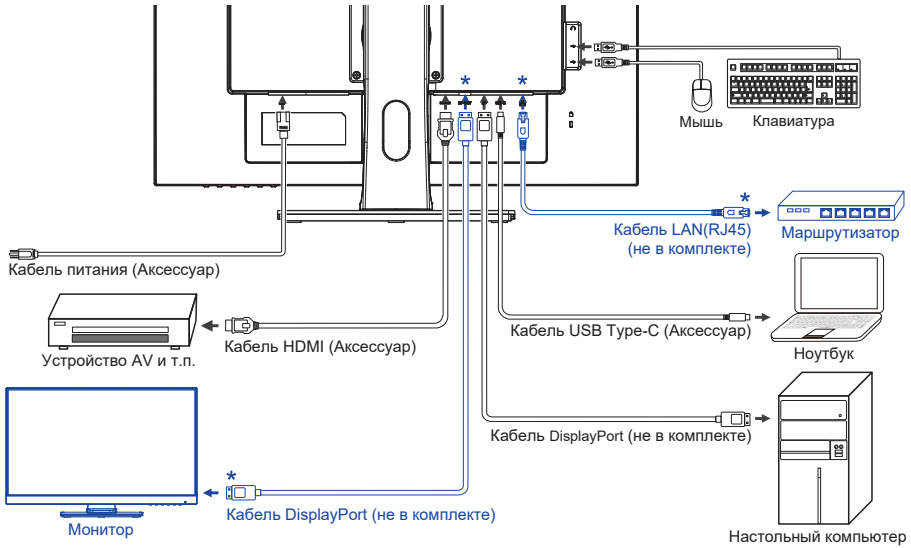 *
*
Мышь
Клавиатура
*
Кабель LAN(RJ45)
(не в комплекте)
Маршрутизатор
Кабель питания (Аксессуар)
Кабель USB Type-C (Аксессуар)
Кабель HDMI (Аксессуар)
Устройство AV и т.п.
Ноутбук
Кабель DisplayPort (не в комплекте)
*
Кабель DisplayPort (не в комплекте)
Монитор
Настольный компьютер